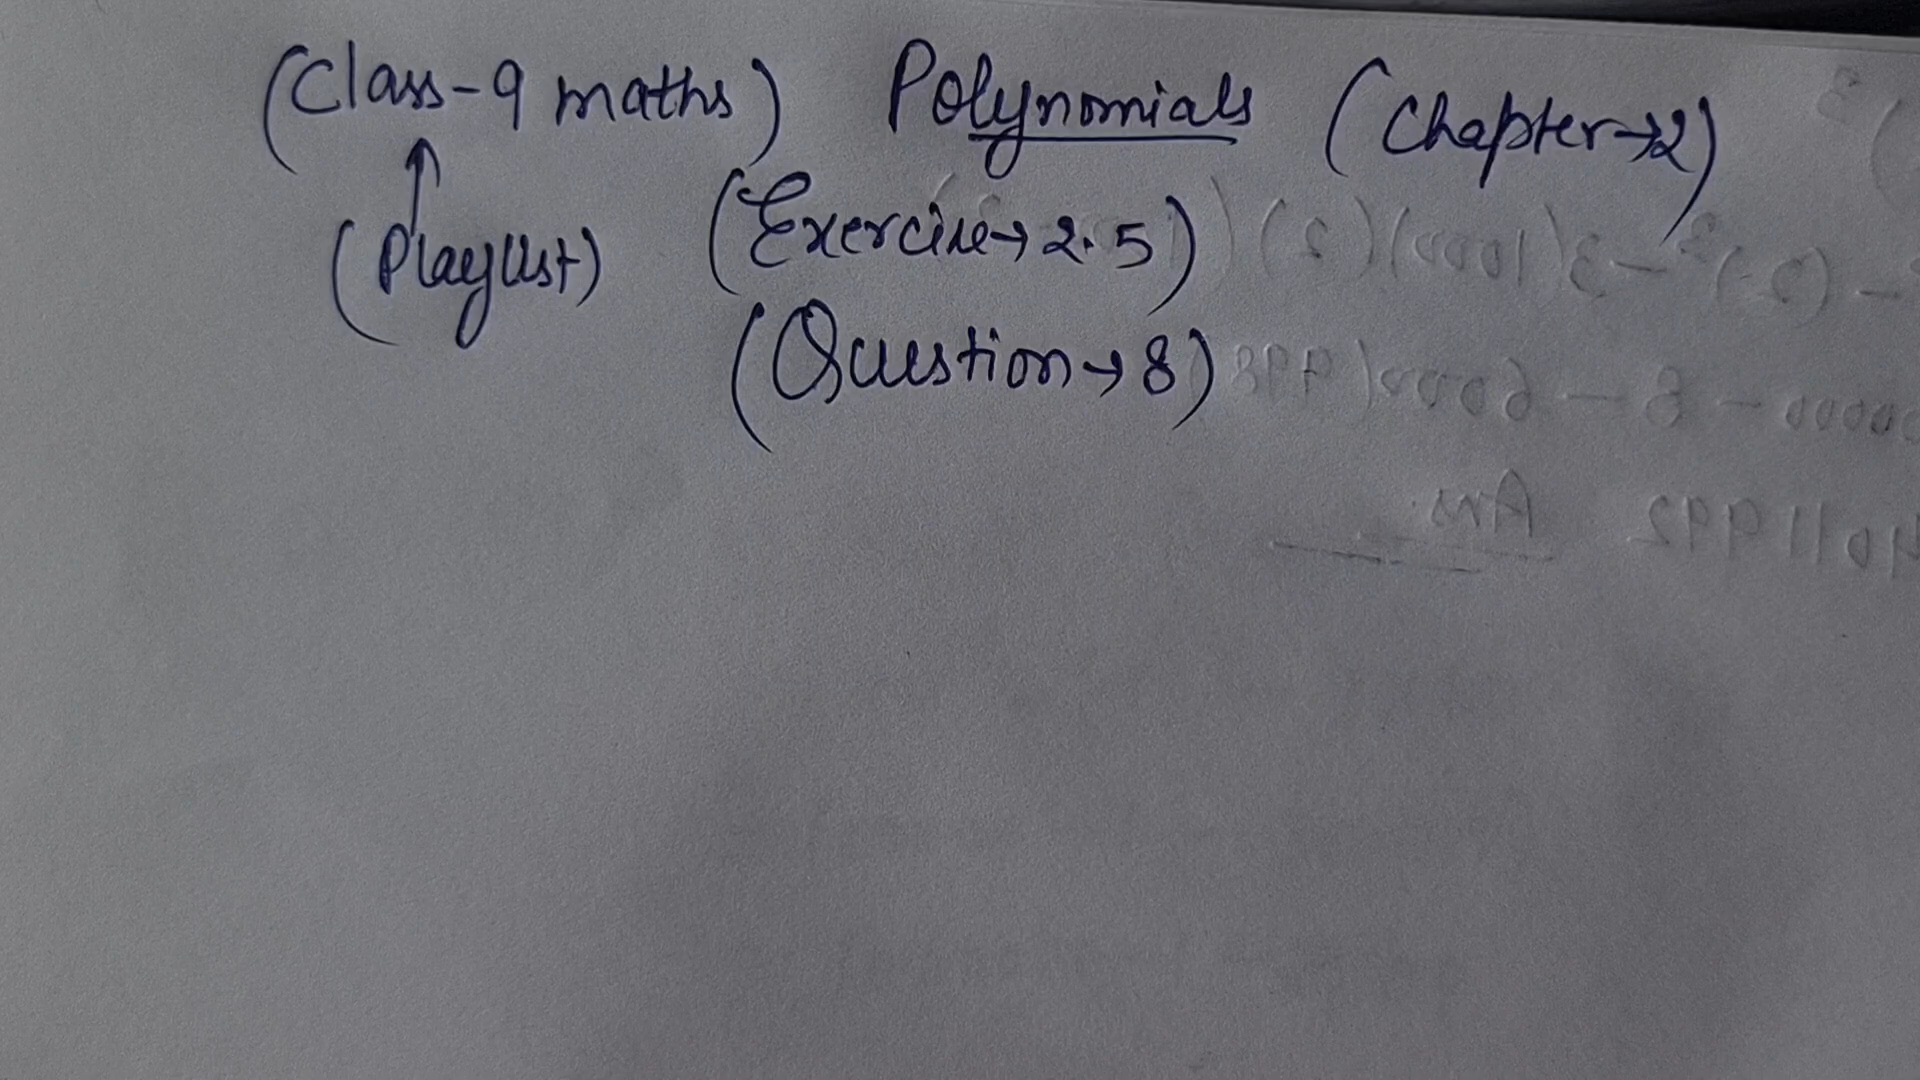 (Class-9 maths) Polynomials (Chapter→2)
(Playlist) (Exercise→2.5)
(Question→8)